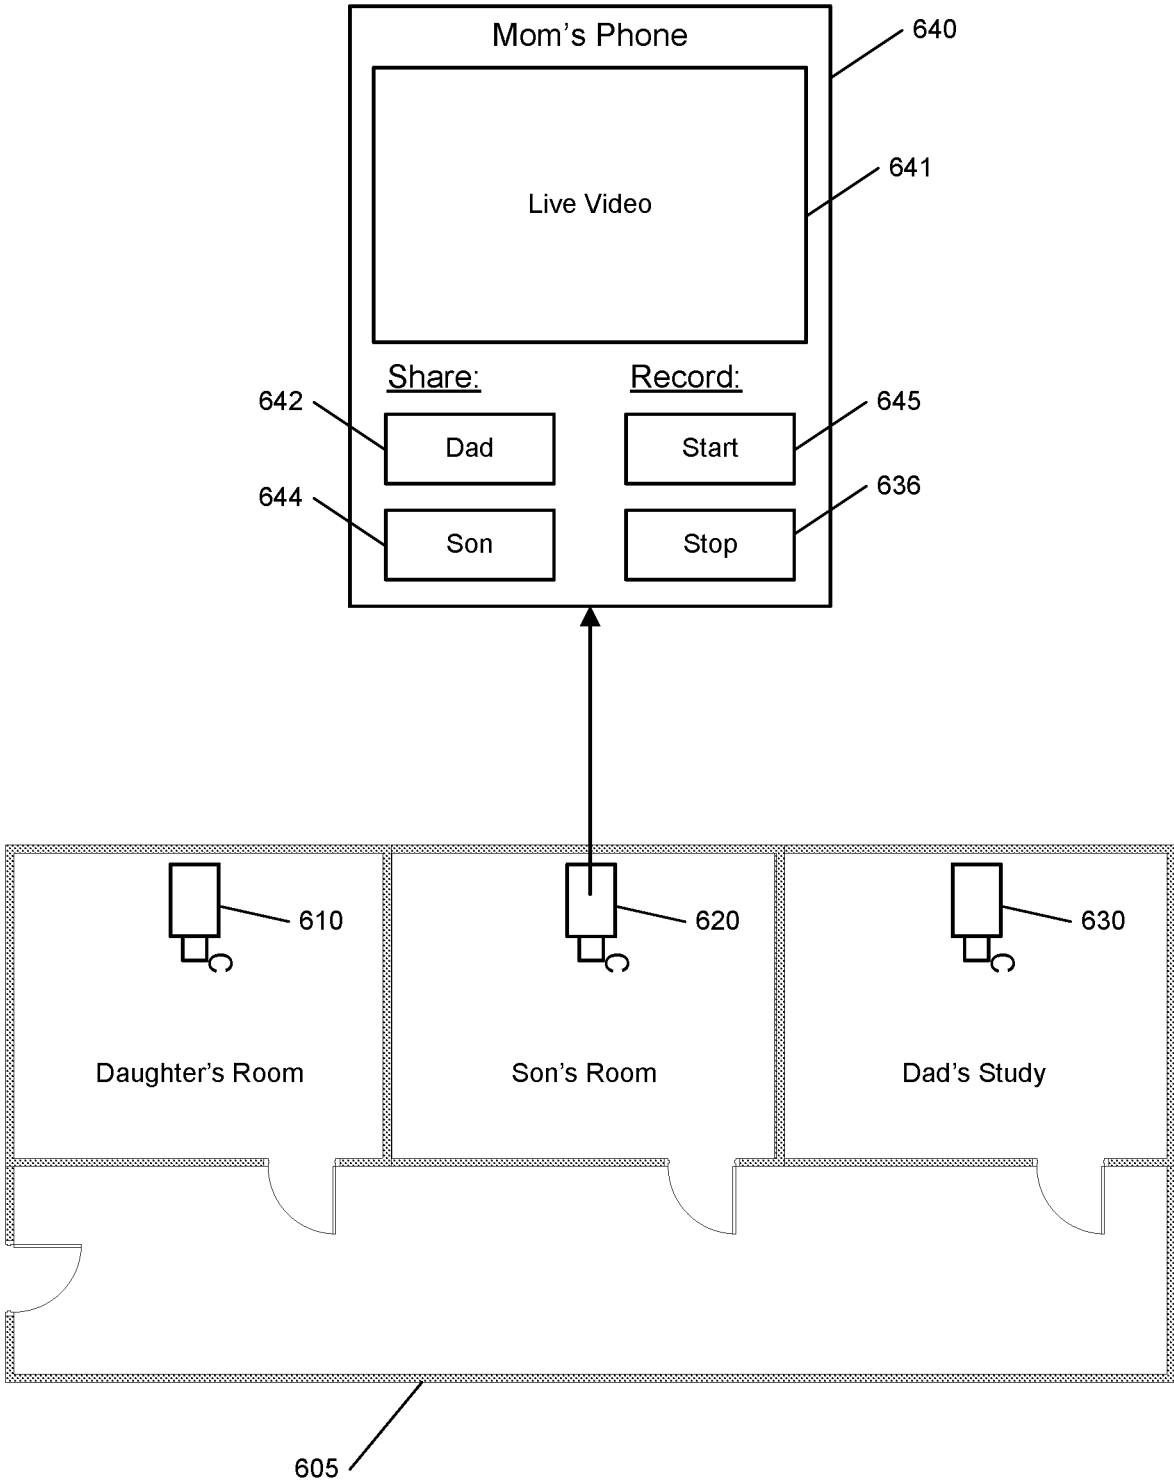 Mom's Phone
640
641
Live Video
Share:
Record:
642
645
Dad
Start
644
636
Son
Stop
610
620
630
Daughter's Room
Son's Room
Dad's Study
605